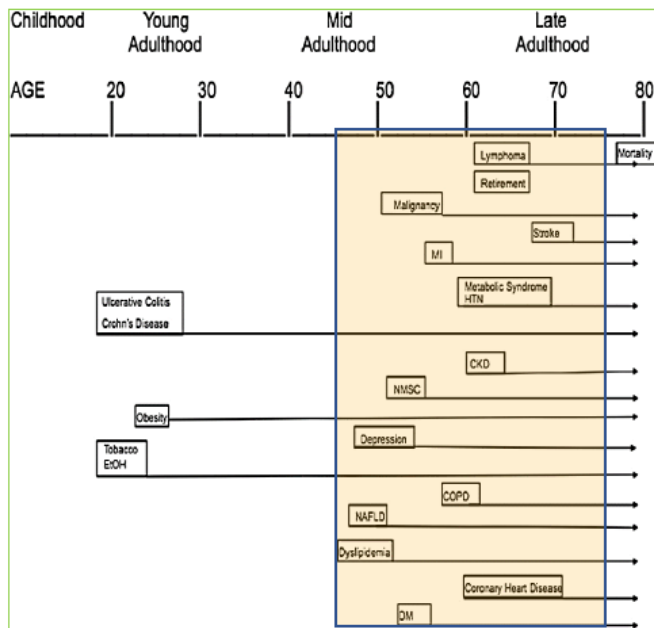 Childhood
Young
Adulthood
Mid
Adulthood
Late
Adulthood
AGE 20 30 40 50 60 70 80
Lymphoma
Mortality
Retirement
Malignancy
Stroke
MI
Metabolic Syndrome
HTN
Ulcerative Colitis
Crohn's Disease
CKD
NMSC
Obesity
Depression
Tobacco
EtOH
COPD
NAFLD
Dyslipidemia
Coronary Heart Disease
DM